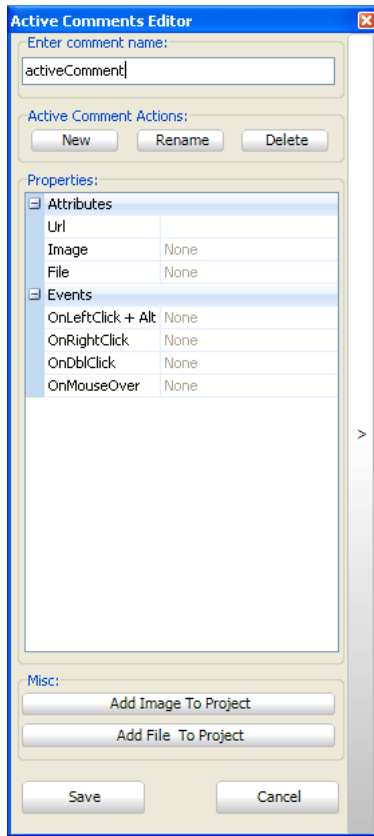 Active Comments Editor
Enter comment name:
activeComment
Active Comment Actions:
New Rename Delete
Properties:
Attributes
Url
Image None
File None
Events
OnLeftClick + Alt None
OnRightClick None
OnDblClick None
OnMouseOver None
>
Misc:
Add Image To Project
Add File To Project
Save Cancel